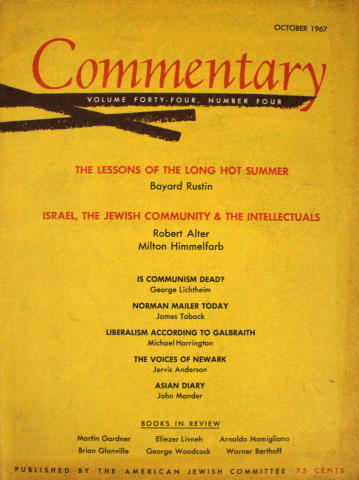 OCTOBER 1967
Commentary
VOLUME FORTY-FOUR, NUMBER FOUR
THE LESSONS OF THE LONG HOT SUMMER
Bayard Rustin
ISRAEL, THE JEWISH COMMUNITY & THE INTELLECTUALS
Robert Alter
Milton Himmelfarb
IS COMMUNISM DEAD?
George Lichtheim
NORMAN MAILER TODAY
James Toback
LIBERALISM ACCORDING TO GALBRAITH
Michael Harrington
THE VOICES OF NEWARK
Jervis Anderson
ASIAN DIARY
John Mander
BOOKS IN REVIEW
Martin Gardner Eliezer Livneh Arnaldo Momigliano
Brian Glanville George Woodcock Warner Berthoff
PUBLISHED BY THE AMERICAN JEWISH COMMITTEE 75 CENTS